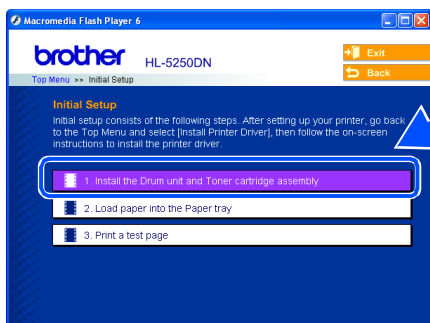 Macromedia Flash Player 6
brother HL-5250DN
Exit
Back
Top Menu >> Initial Setup
Initial Setup
Initial setup consists of the following steps. After setting up your printer, go back
to the Top Menu and select [Install Printer Driver], then follow the on-screen
instructions to install the printer driver.
1. Install the Drum unit and Toner cartridge assembly
2. Load paper into the Paper tray
3. Print a test page